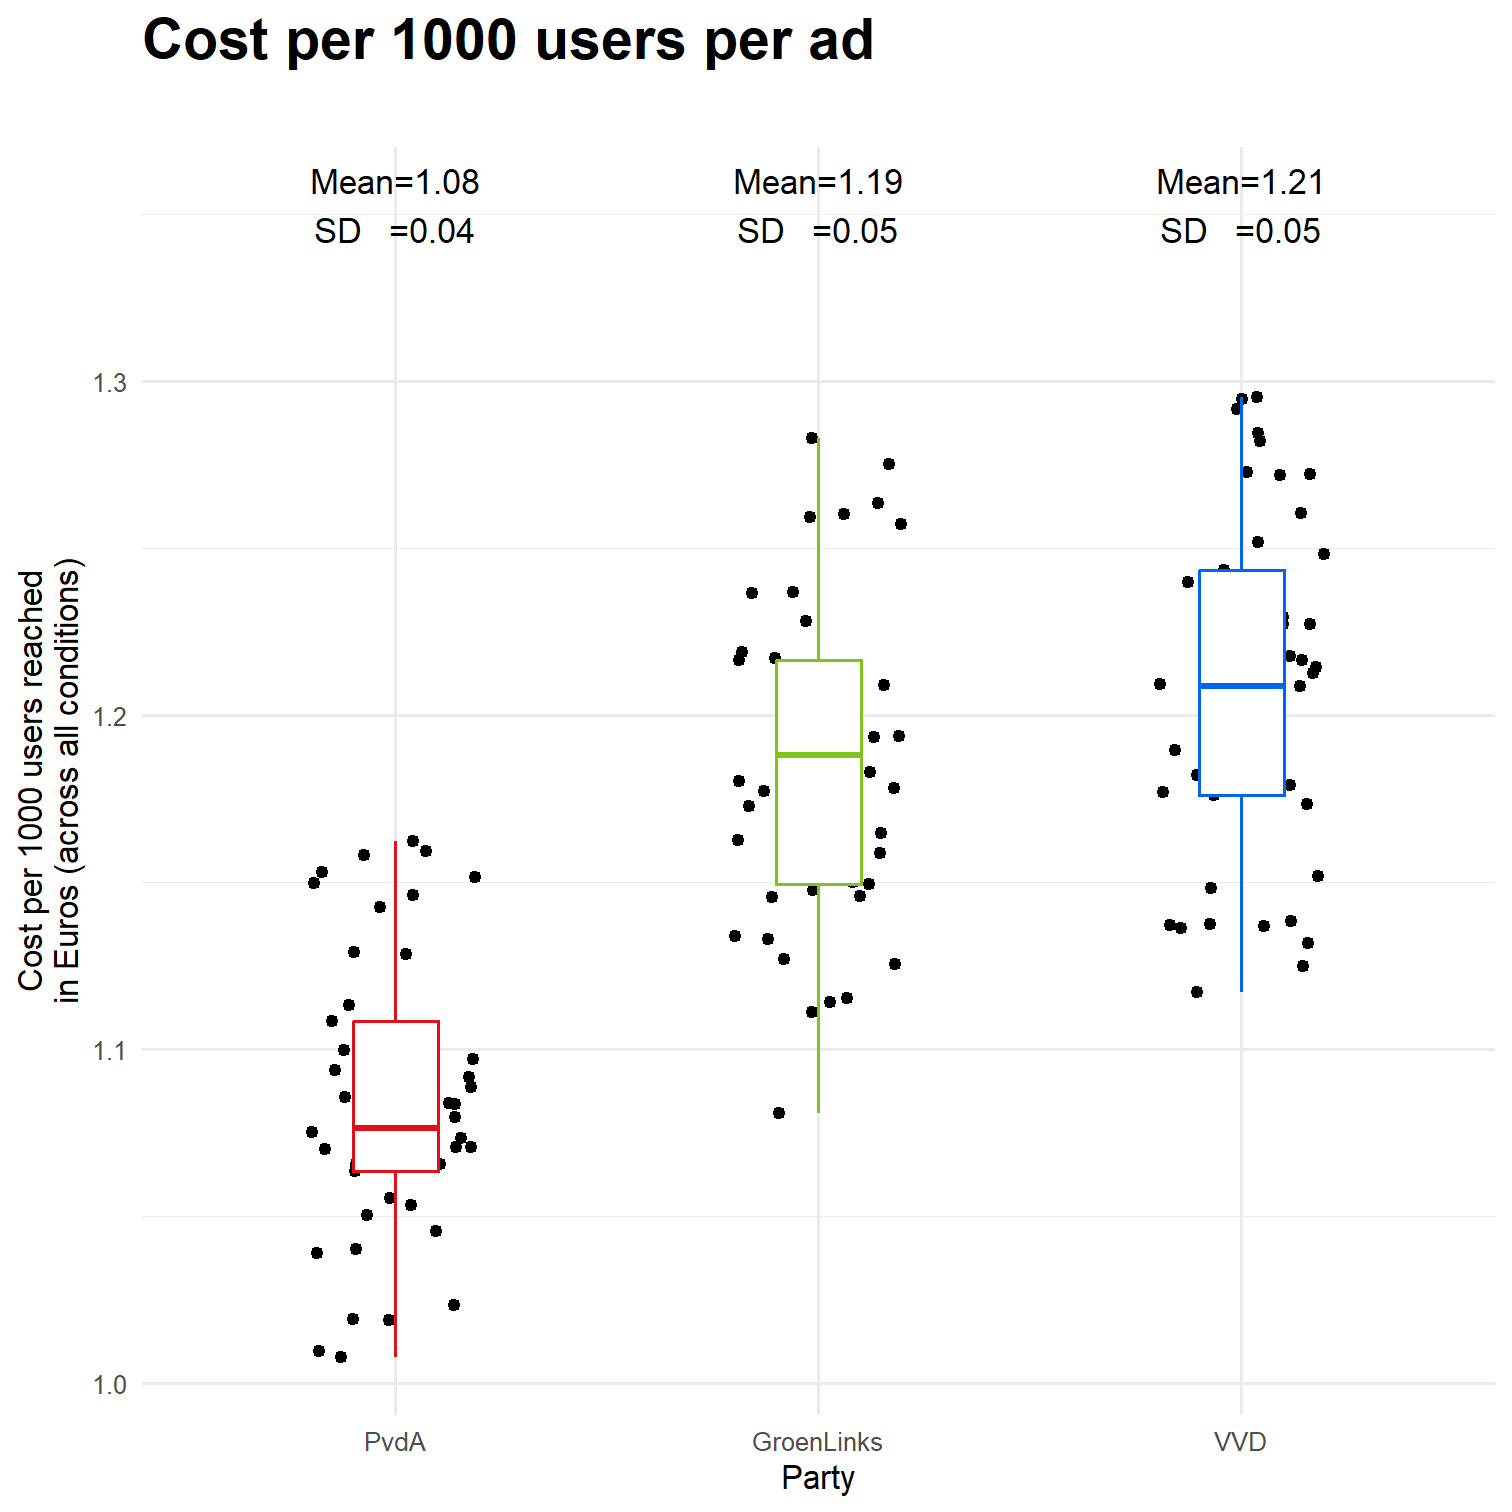 Cost per 1000 users per ad
Mean=1.08
SD   =0.04
Mean=1.19
SD   =0.05
Mean=1.21
SD   =0.05
Cost per 1000 users reached
in Euros (across all conditions)
1.3
1.2
1.1
1.0
PvdA
GroenLinks
VVD
Party